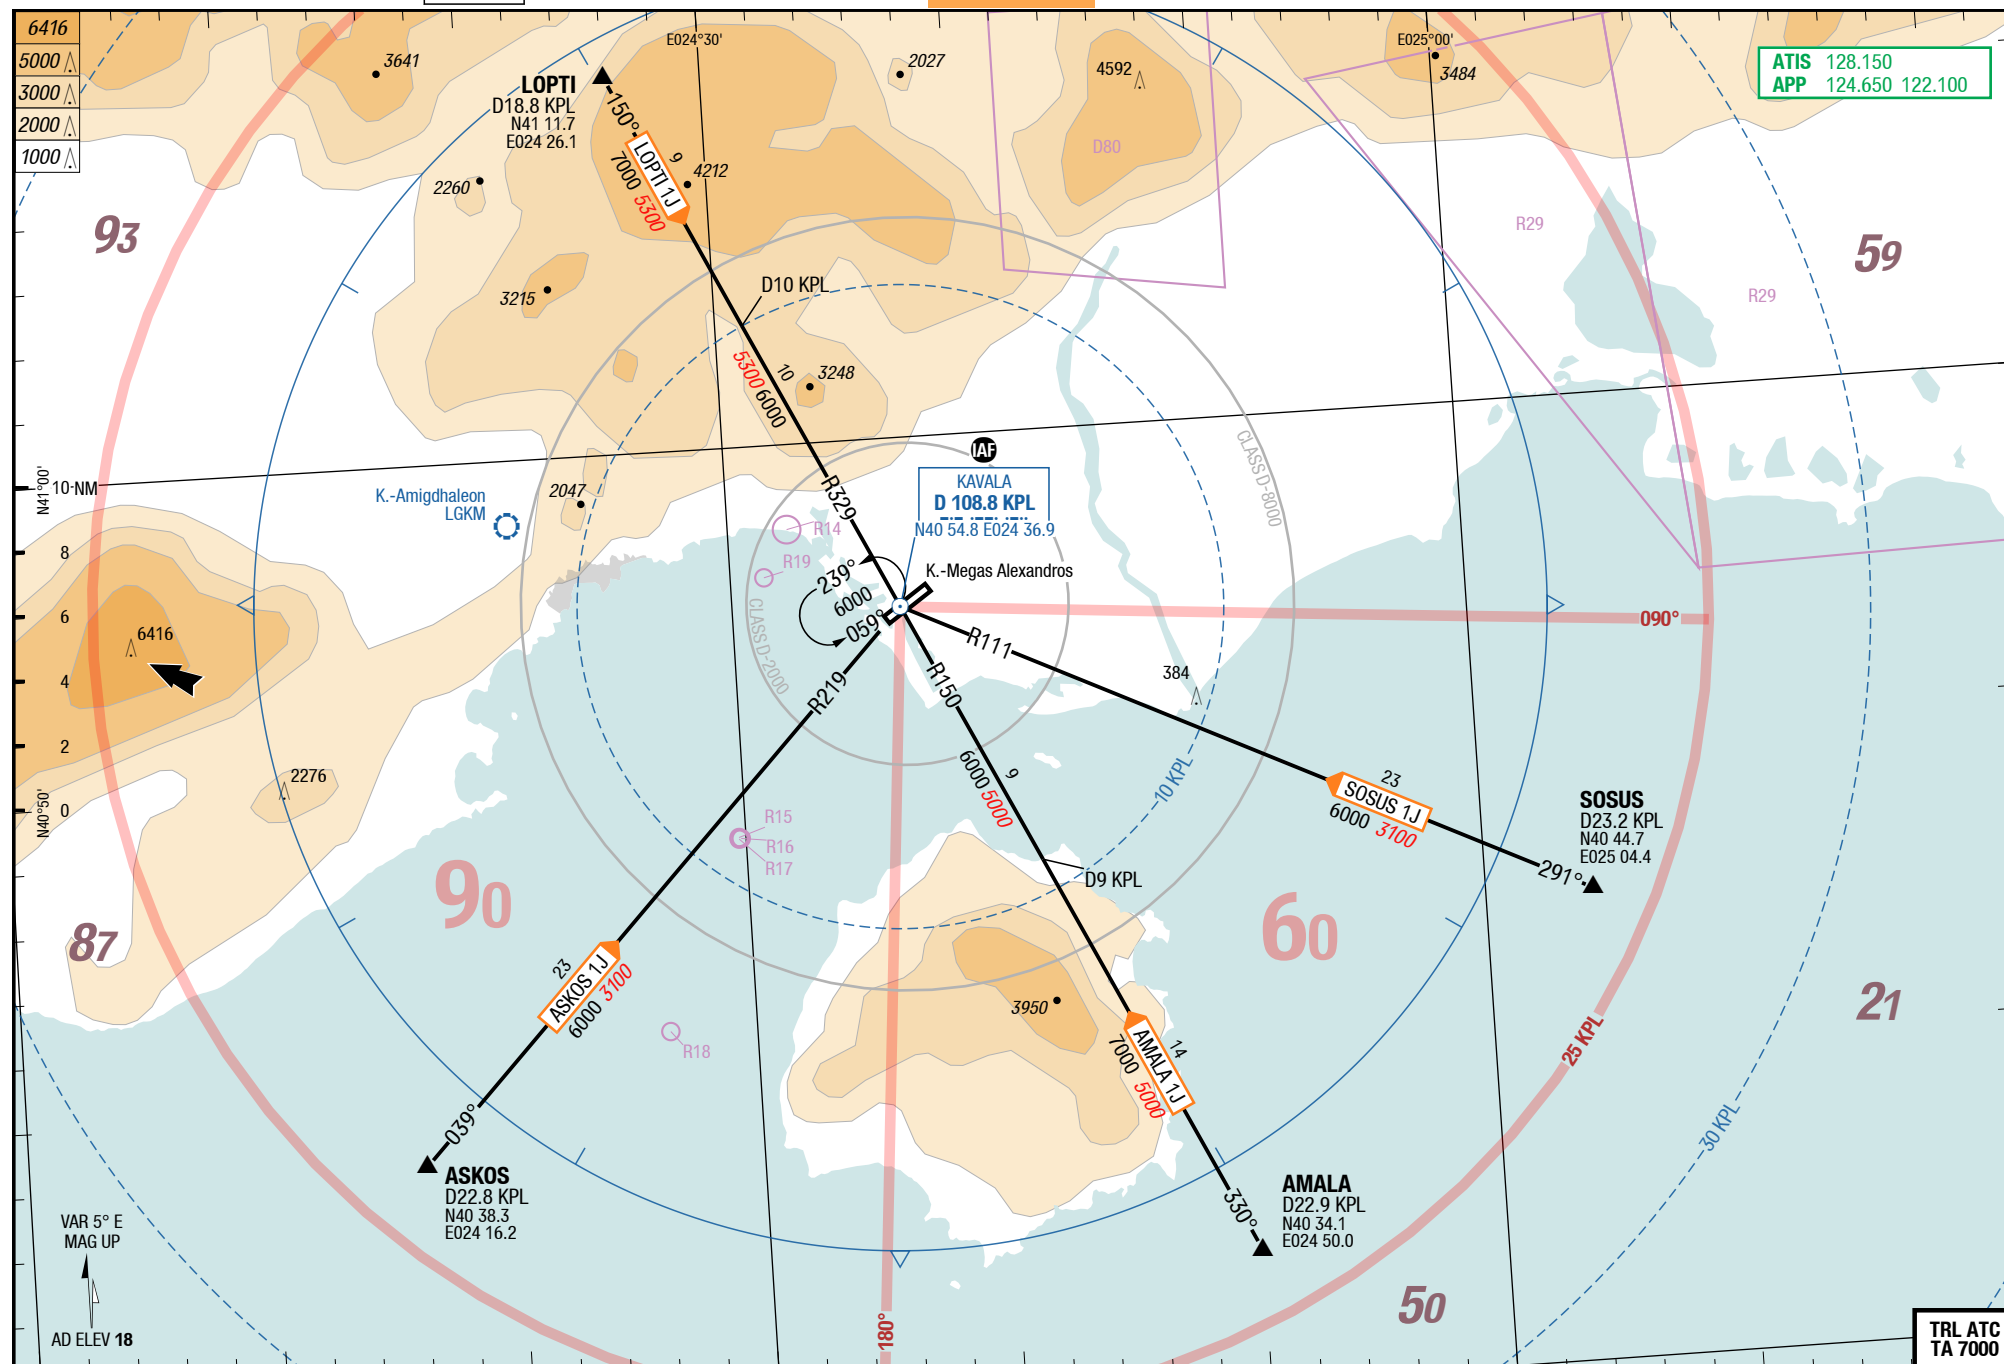 6416
5000
3000
2000
1000
3641
LOPTI
D18.8 KPL
N41 11.7
E024 26.1
E024°30'
2027
4592
E025°00'
3484
ATIS 128.150
APP 124.650 122.100
150°
LOPTI 1J
9
7000 5300
4212
2260
D80
R29
R29
93
59
3215
D10 KPL
5300 6000
10
3248
CLASS D-8000
IAF
KAVALA
D 108.8 KPL
N40 54.8 E024 36.9
K.-Megas Alexandros
R329
N41°00'
10 NM
8
6
4
2
0
N40°50'
K.-Amigdhaleon
LGKM
2047
R14
R19
CLASS D-2000
239°
6000
059°
R219
R150
R111
090°
6416
2276
384
10 KPL
6000 5000
9
D9 KPL
23
SOSUS 1J
6000 3100
291°
SOSUS
D23.2 KPL
N40 44.7
E025 04.4
R15
R16
R17
90
60
87
21
23
ASKOS 1J
6000 3100
R18
3950
14
AMALA 1J
7000 5000
25 KPL
30 KPL
039°
ASKOS
D22.8 KPL
N40 38.3
E024 16.2
330°
AMALA
D22.9 KPL
N40 34.1
E024 50.0
VAR 5° E
MAG UP
AD ELEV 18
180°
50
TRL ATC
TA 7000